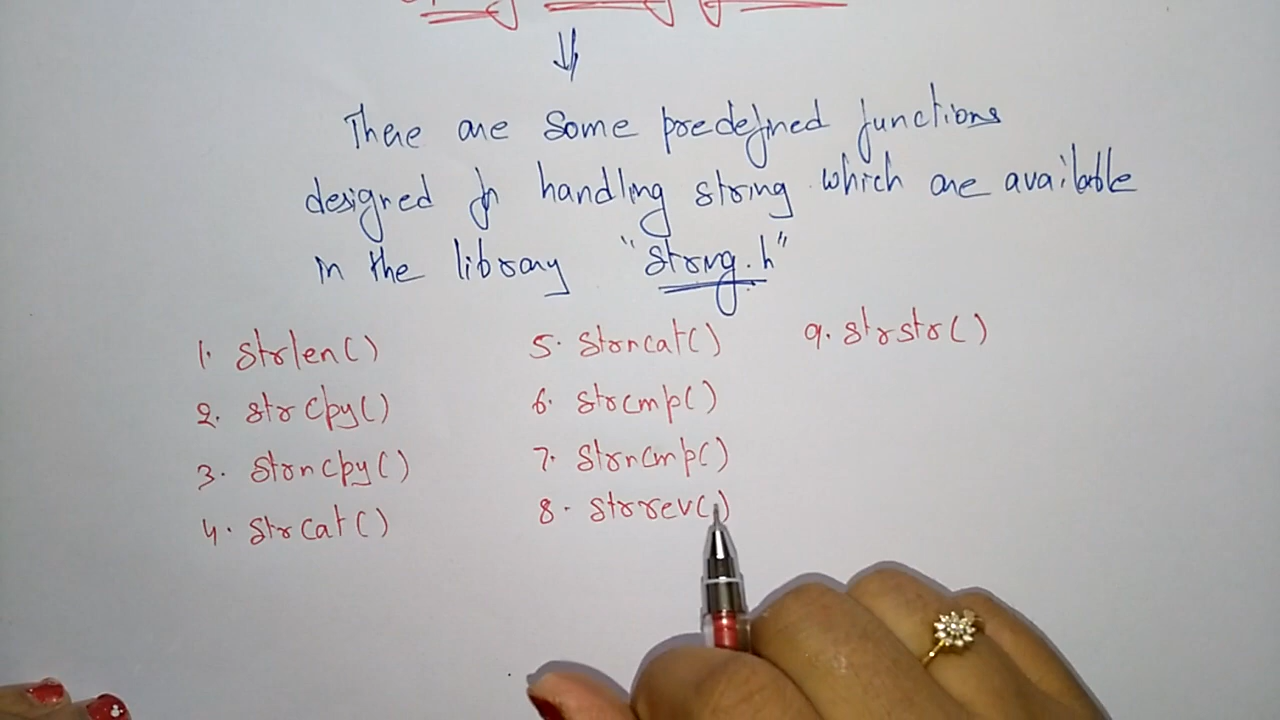 There are some predefined functions
designed for handling string which are available
in the library "string.h"
1. strlen()
2. strcpy()
3. strncpy()
4. strcat()
5. strncat()
6. strcmp()
7. strncmp()
8. strrev()
9. strstr()